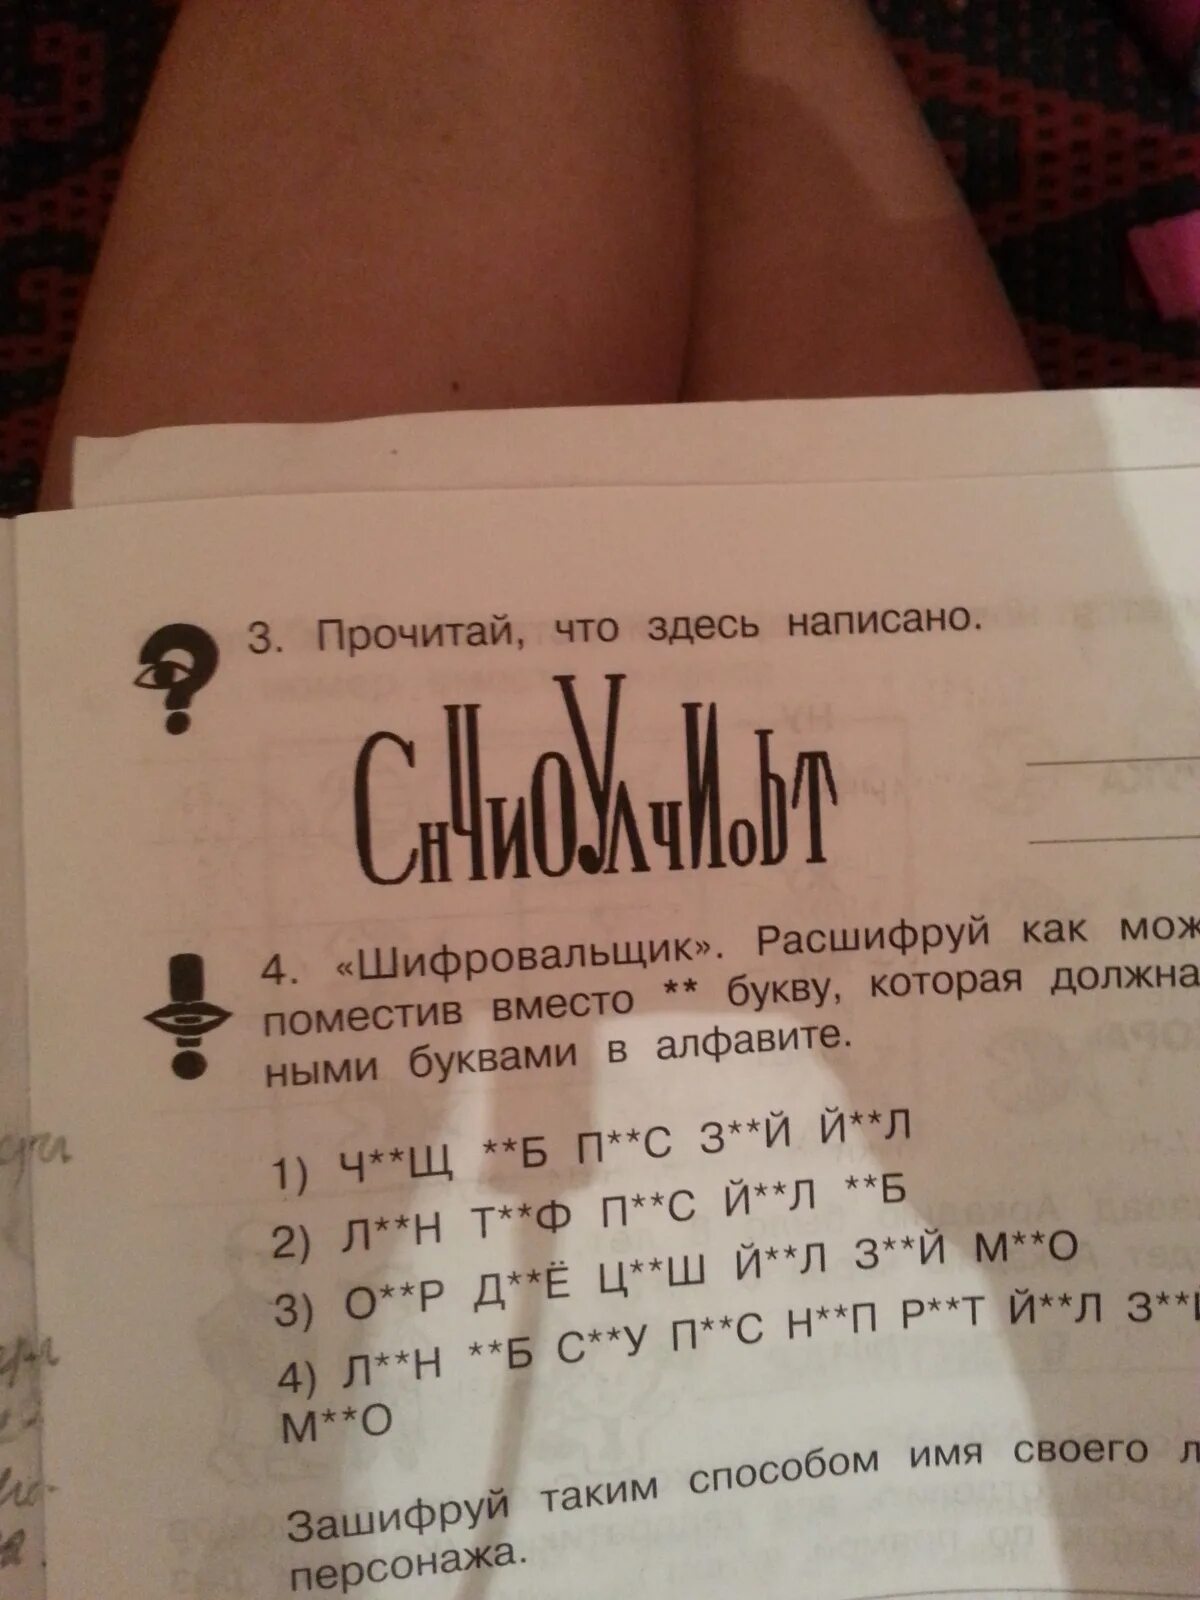 3. Прочитай, что здесь написано.
СнЧиОУлчИоЬТ
4. «Шифровальщик». Расшифруй как мож
поместив вместо ** букву, которая должна
ными буквами в алфавите.
1) Ч**Щ **Б П**С З**Й Й**Л
2) Л**Н Т**Ф П**С Й**Л **Б
3) О**Р Д**Ё Ц**Ш Й**Л З**Й М**О
4) Л**Н **Б С**У П**С Н**П Р**Т Й**Л З**Й
М**О
Зашифруй таким способом имя своего л
персонажа.